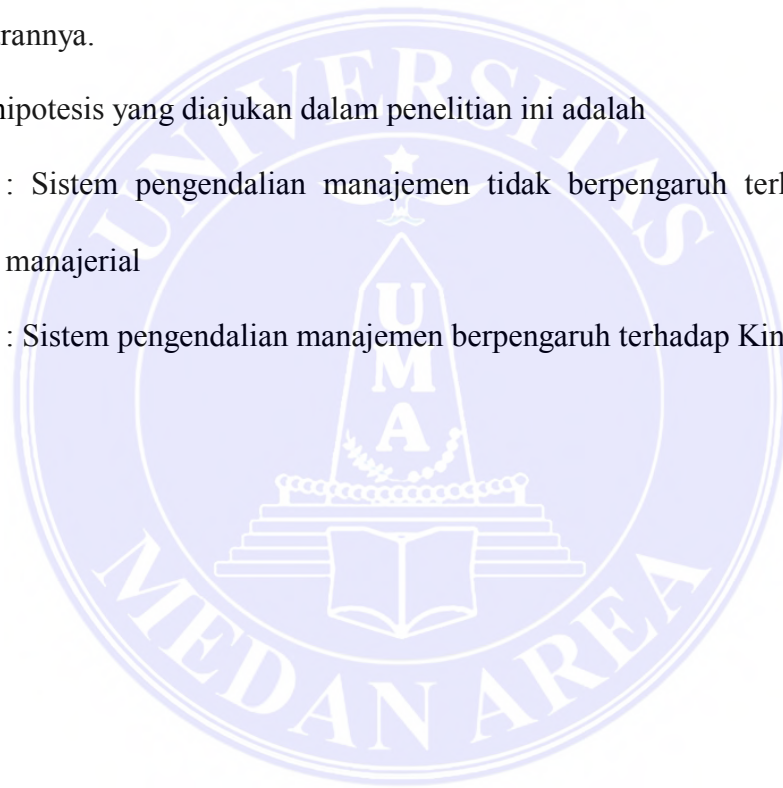 rannya.
hipotesis yang diajukan dalam penelitian ini adalah
: Sistem pengendalian manajemen tidak berpengaruh
manajerial
: Sistem pengendalian manajemen berpengaruh terhadap Kin
UNIVERSITAS
U
M
A
MEDAN AREA